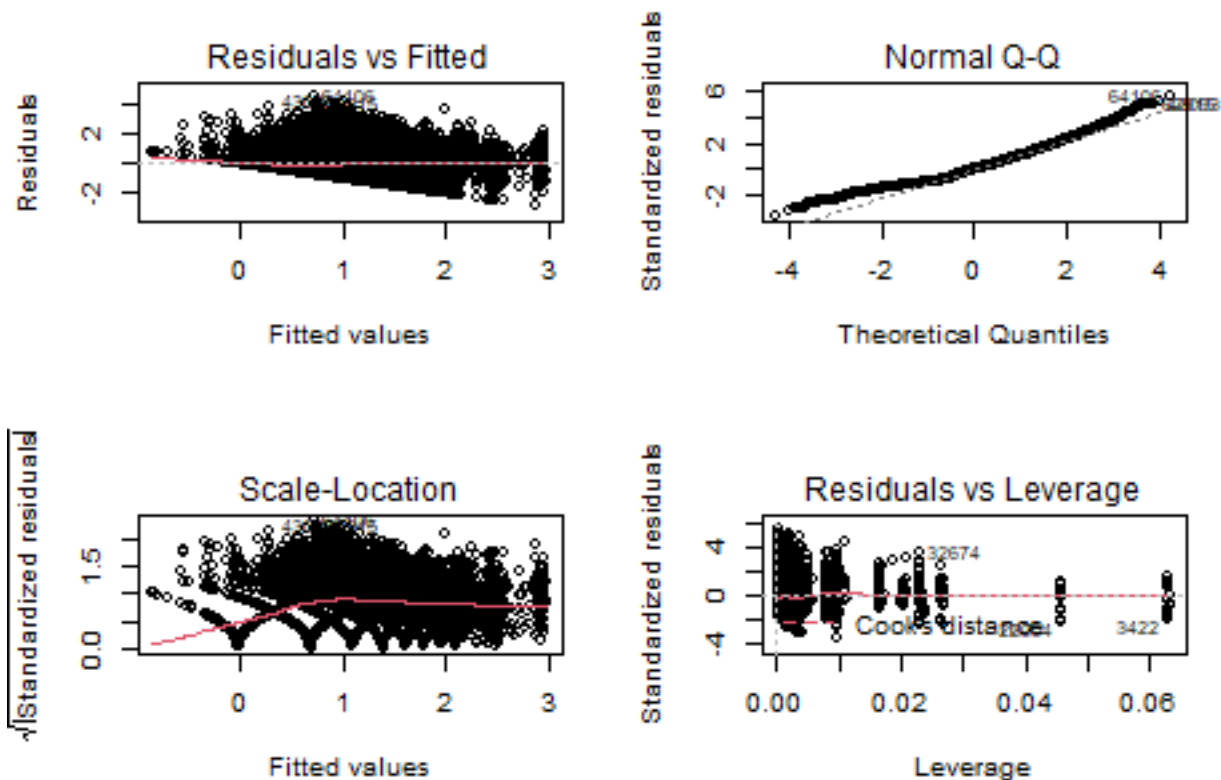 Residuals vs Fitted
Residuals
2
-2
64106
0 1 2 3
Fitted values
Normal Q-Q
Standardized residuals
6
2
-2
64106
-4 -2 0 2 4
Theoretical Quantiles
Scale-Location
√|Standardized residuals|
1.5
0.0
0 1 2 3
Fitted values
Residuals vs Leverage
Standardized residuals
4
0
-4
32674
Cook's distance
3422
0.00 0.02 0.04 0.06
Leverage